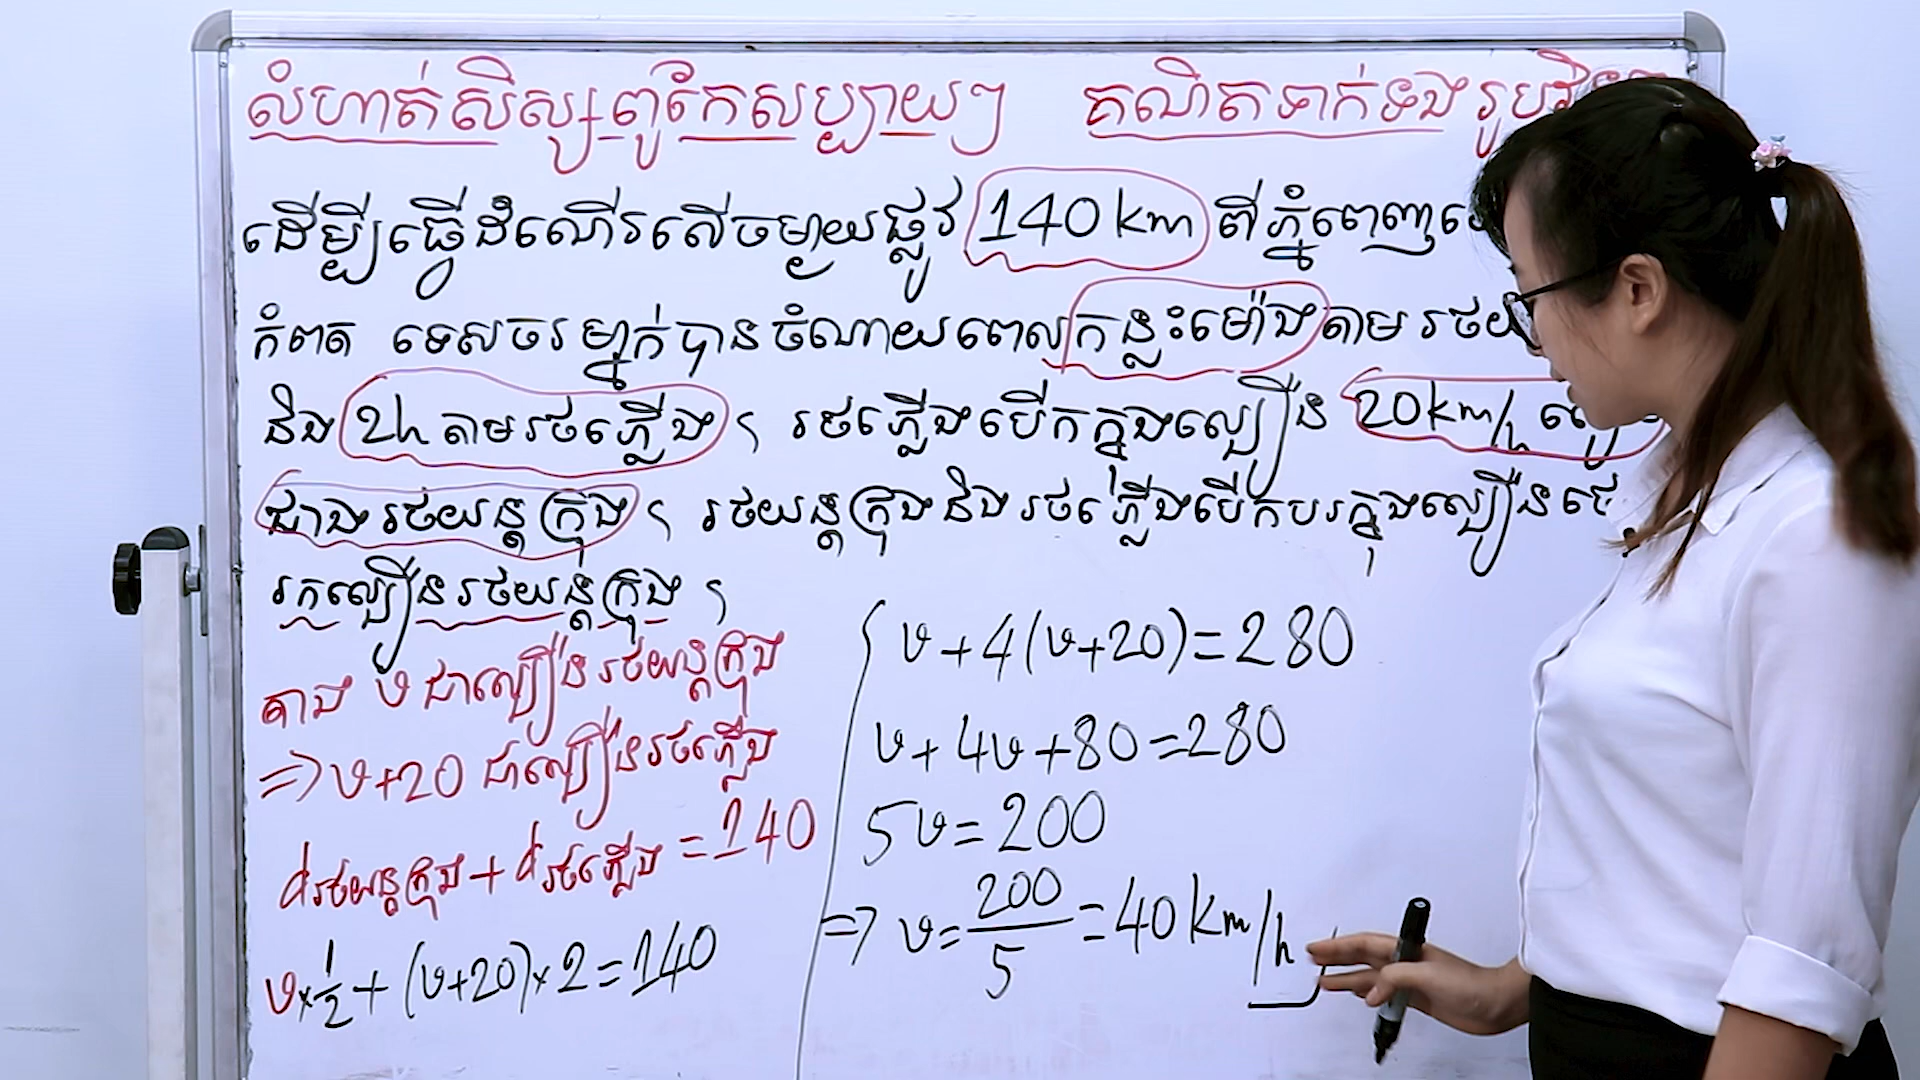 លំហាត់សិស្សពូកែសប្បាយៗ គណិតទាក់ទងរូបវិទ្យា
ដើម្បីធ្វើដំណើរលើចម្ងាយផ្លូវ 140 km ពីភ្នំពេញទៅ
កំពត ទេសចរម្នាក់បានចំណាយពេលកន្លះម៉ោងតាមរថយ
និង 2h តាមរថភ្លើង ។ រថភ្លើងបើកក្នុងល្បឿន 20km/h លឿន
ជាងរថយន្តក្រុង ។ រថយន្តក្រុងនិងរថភ្លើងបើកបរក្នុងល្បឿនថេ
រកល្បឿនរថយន្តក្រុង ។
តាង v ជាល្បឿនរថយន្តក្រុង
=> v+20 ជាល្បឿនរថភ្លើង
dរថយន្តក្រុង + dរថភ្លើង = 140
v × 1/2 + (v+20) × 2 = 140
v + 4(v+20) = 280
v + 4v + 80 = 280
5v = 200
=> v = 200/5 = 40 km/h